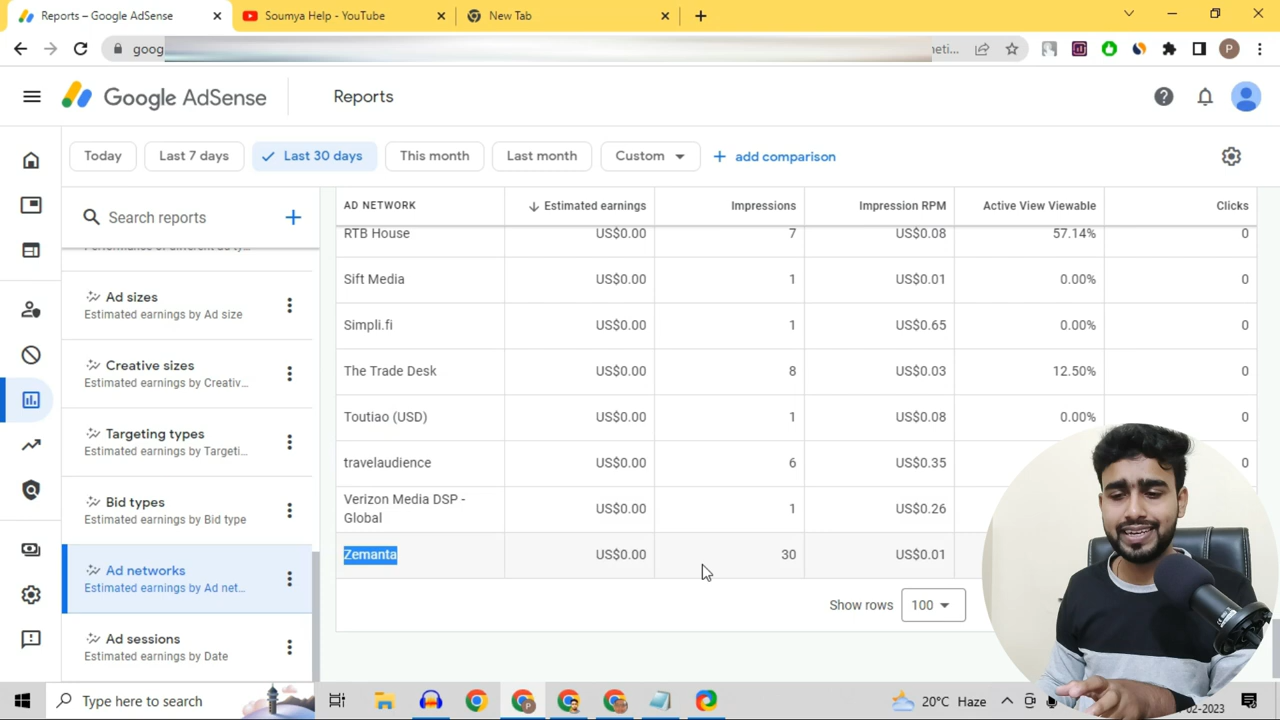 Reports – Google AdSense
Soumya Help - YouTube
New Tab
goog
neti...
P
Google AdSense
Reports
Today
Last 7 days
Last 30 days
This month
Last month
Custom
+ add comparison
Search reports
AD NETWORK
Estimated earnings
Impressions
Impression RPM
Active View Viewable
Clicks
RTB House
US$0.00
7
US$0.08
57.14%
0
Ad sizes
Estimated earnings by Ad size
Sift Media
US$0.00
1
US$0.01
0.00%
0
Simpli.fi
US$0.00
1
US$0.65
0.00%
0
Creative sizes
Estimated earnings by Creativ...
The Trade Desk
US$0.00
8
US$0.03
12.50%
0
Targeting types
Estimated earnings by Targeti...
Toutiao (USD)
US$0.00
1
US$0.08
0.00%
travelaudience
US$0.00
6
US$0.35
0
Bid types
Estimated earnings by Bid type
Verizon Media DSP -
Global
US$0.00
1
US$0.26
Ad networks
Estimated earnings by Ad net...
Zemanta
US$0.00
30
US$0.01
Show rows
100
Ad sessions
Estimated earnings by Date
Type here to search
20°C Haze
-02-2023